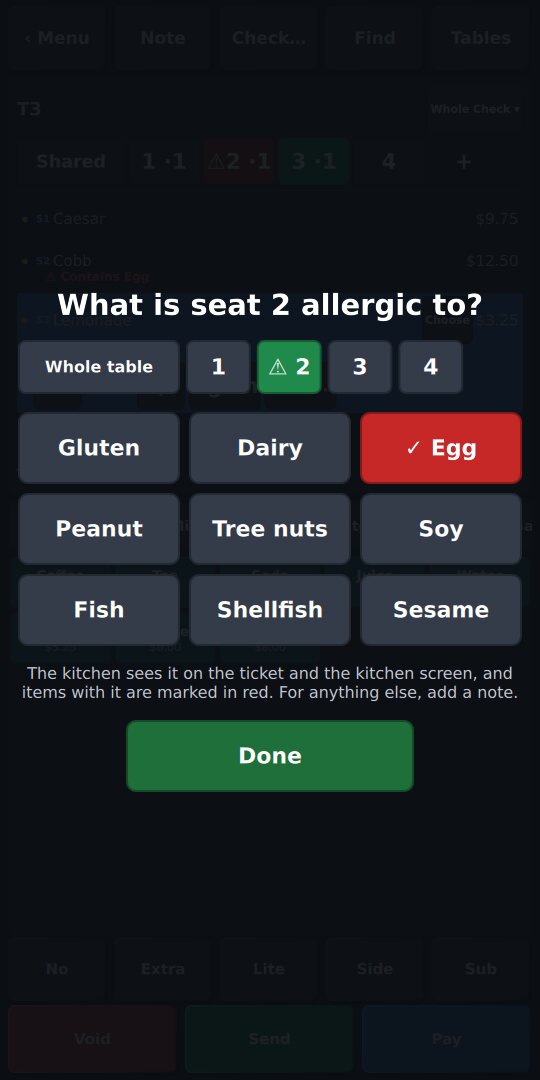 ‹ Menu Note Check... Find Tables
T3 Whole Check ▾
Shared 1 ·1 ⚠2 ·1 3 ·1 4 +
S1 Caesar $9.75
S2 Cobb $12.50
⚠ Contains Egg
What is seat 2 allergic to?
Lemonade Choose $3.25
Whole table 1 ⚠ 2 3 4
Gluten Dairy ✓ Egg
Peanut Tree nuts Soy
Fish Shellfish Sesame
The kitchen sees it on the ticket and the kitchen screen, and
items with it are marked in red. For anything else, add a note.
Done
No Extra Lite Side Sub
Void Send Pay